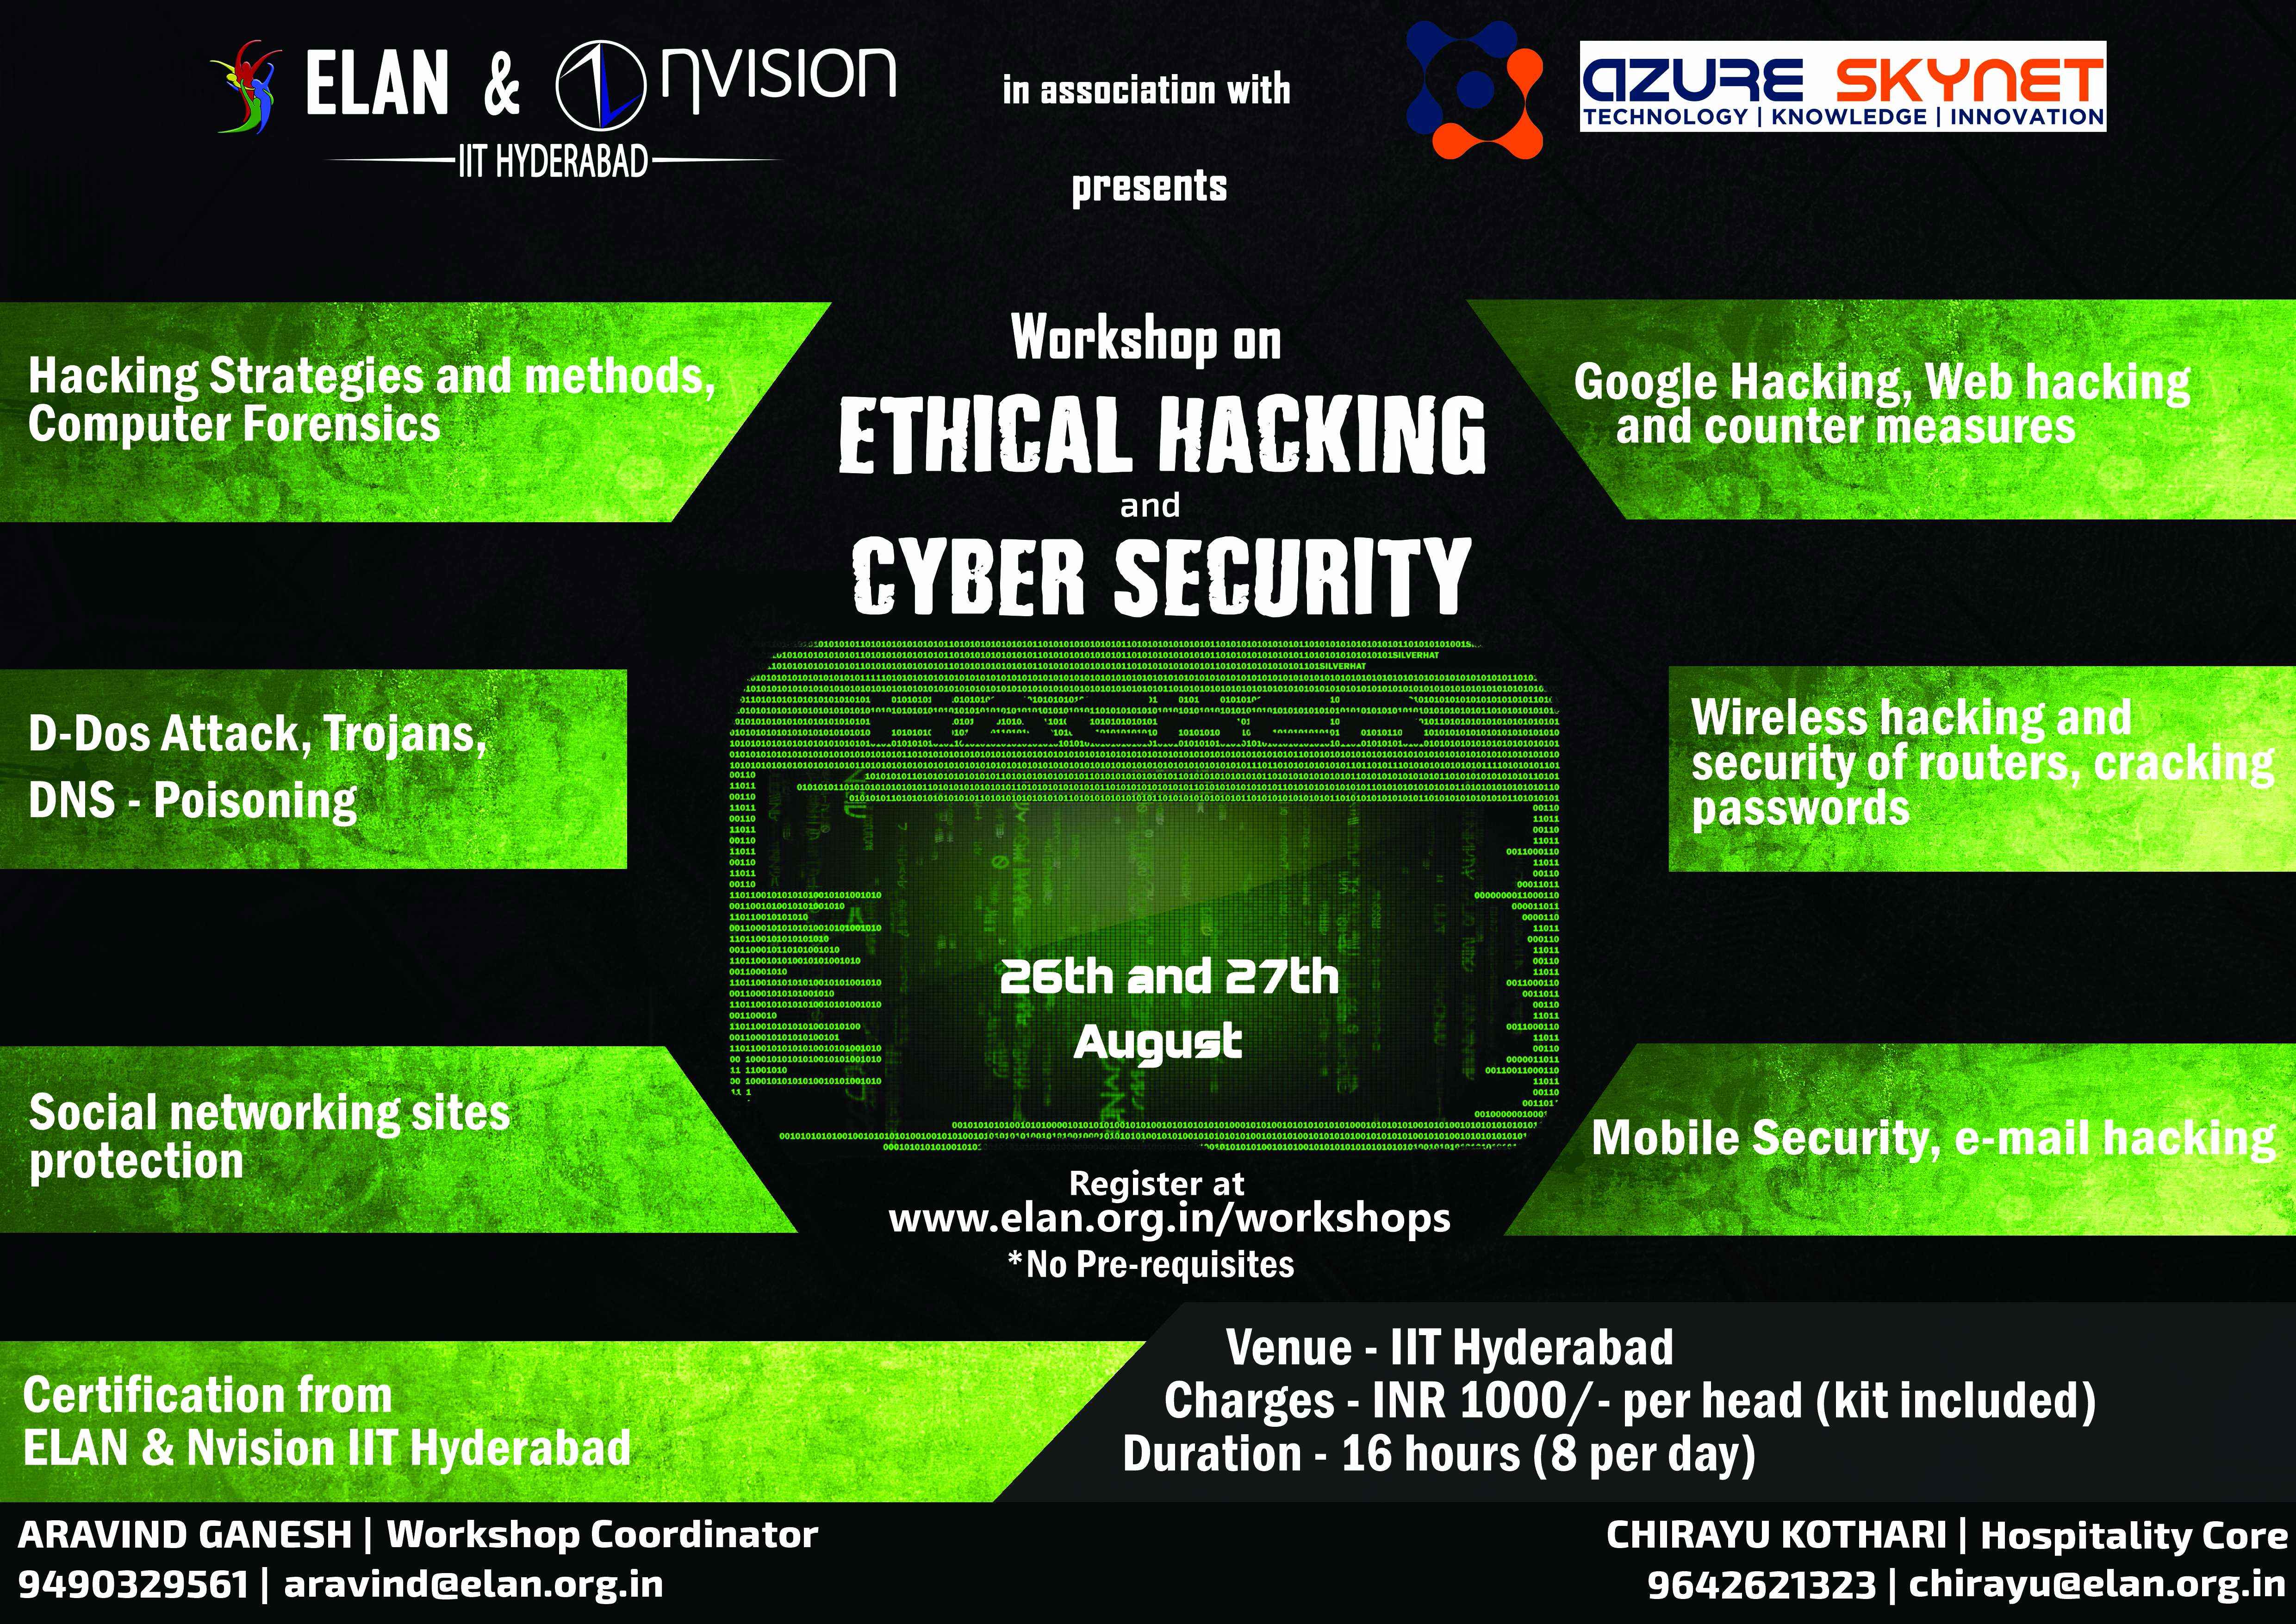 ELAN & ηVISION
IIT HYDERABAD
in association with
presents
AZURE SKYNET
TECHNOLOGY | KNOWLEDGE | INNOVATION
Workshop on
ETHICAL HACKING
and
CYBER SECURITY
Hacking Strategies and methods,
Computer Forensics
Google Hacking, Web hacking
and counter measures
D-Dos Attack, Trojans,
DNS - Poisoning
Wireless hacking and
security of routers, cracking
passwords
SILVERHAT
SILVERHAT
26th and 27th
August
Social networking sites
protection
Mobile Security, e-mail hacking
Register at
www.elan.org.in/workshops
*No Pre-requisites
Certification from
ELAN & Nvision IIT Hyderabad
Venue - IIT Hyderabad
Charges - INR 1000/- per head (kit included)
Duration - 16 hours (8 per day)
ARAVIND GANESH | Workshop Coordinator
9490329561 | aravind@elan.org.in
CHIRAYU KOTHARI | Hospitality Core
9642621323 | chirayu@elan.org.in